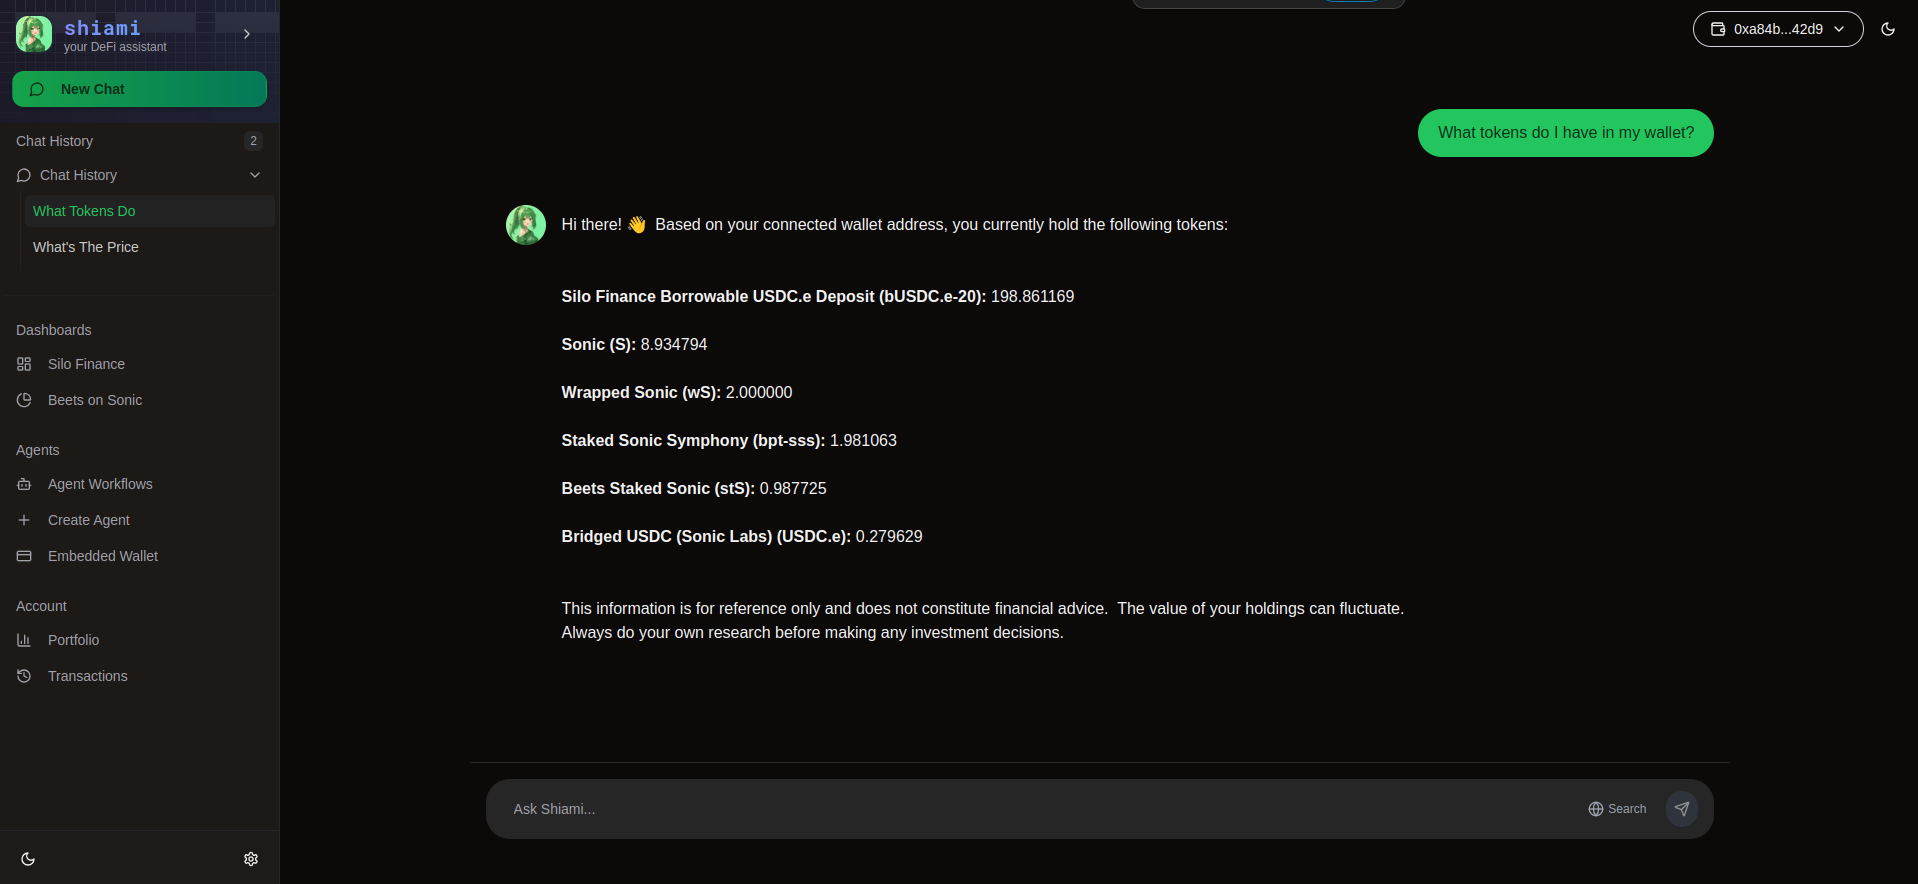 shiami
your DeFi assistant
New Chat
Chat History
2
Chat History
What Tokens Do
What's The Price
Dashboards
Silo Finance
Beets on Sonic
Agents
Agent Workflows
Create Agent
Embedded Wallet
Account
Portfolio
Transactions
0xa84b...42d9
What tokens do I have in my wallet?
Hi there! 👋 Based on your connected wallet address, you currently hold the following tokens:
Silo Finance Borrowable USDC.e Deposit (bUSDC.e-20): 198.861169
Sonic (S): 8.934794
Wrapped Sonic (wS): 2.000000
Staked Sonic Symphony (bpt-sss): 1.981063
Beets Staked Sonic (stS): 0.987725
Bridged USDC (Sonic Labs) (USDC.e): 0.279629
This information is for reference only and does not constitute financial advice.  The value of your holdings can fluctuate.
Always do your own research before making any investment decisions.
Ask Shiami...
Search